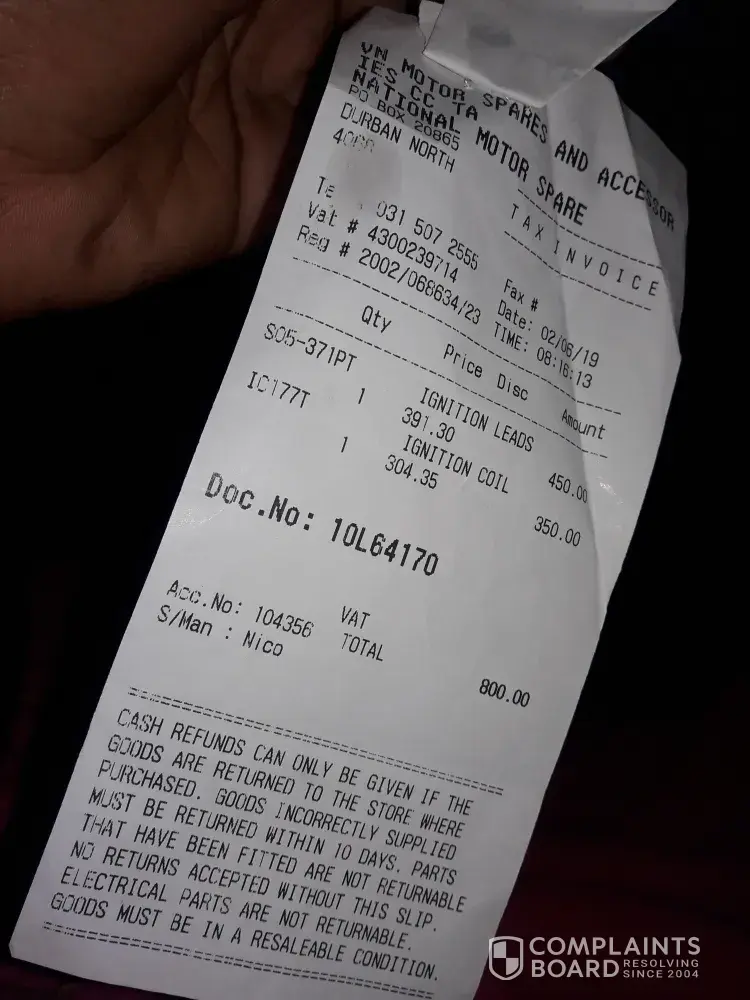 VN MOTOR SPARES AND ACCESSOR
IES CC TA
NATIONAL MOTOR SPARE
PO BOX 20865
DURBAN NORTH
TAX INVOICE
031 507 2555
Fax #
Vat # 4300239714
Date: 02/06/19
Reg # 2002/068634/23
TIME: 08:16:13
Qty Price Disc Amount
S05-371PT IGNITION LEADS
1 391.30 450.00
IC177T IGNITION COIL
1 304.35 350.00
Doc.No: 10L64170
Acc.No: 104356 VAT
S/Man : Nico TOTAL 800.00
CASH REFUNDS CAN ONLY BE GIVEN IF THE
GOODS ARE RETURNED TO THE STORE WHERE
PURCHASED. GOODS INCORRECTLY SUPPLIED
MUST BE RETURNED WITHIN 10 DAYS. PARTS
THAT HAVE BEEN FITTED ARE NOT RETURNABLE
NO RETURNS ACCEPTED WITHOUT THIS SLIP.
ELECTRICAL PARTS ARE NOT RETURNABLE.
GOODS MUST BE IN A RESALEABLE CONDITION.
COMPLAINTS
BOARD RESOLVING
SINCE 2004